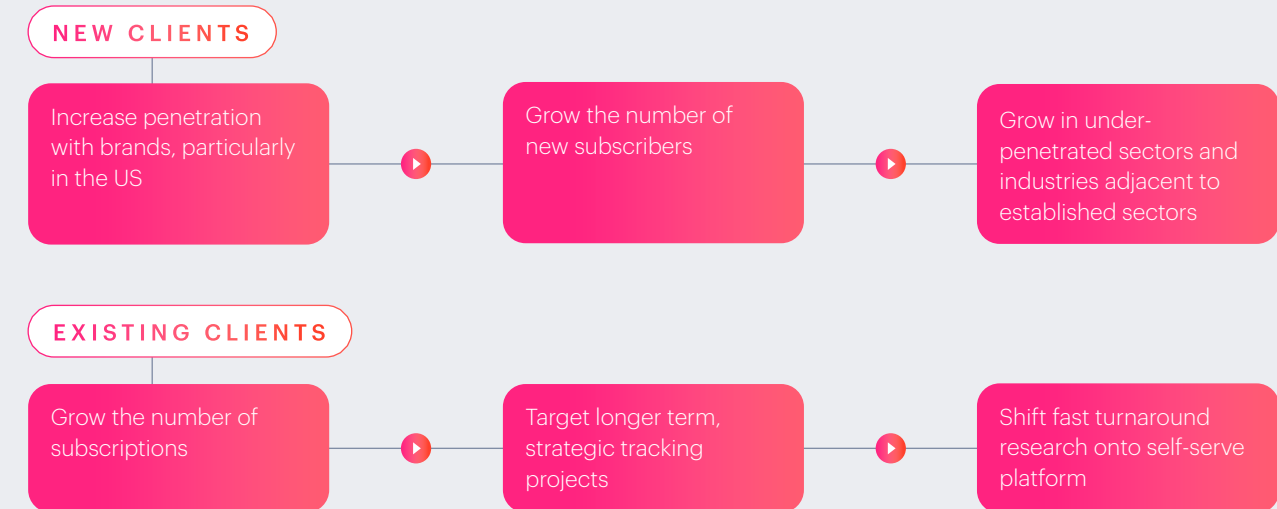 NEW CLIENTS
Increase penetration
with brands, particularly
in the US
Grow the number of
new subscribers
Grow in under-
penetrated sectors and
industries adjacent to
established sectors
EXISTING CLIENTS
Grow the number of
subscriptions
Target longer term,
strategic tracking
projects
Shift fast turnaround
research onto self-serve
platform